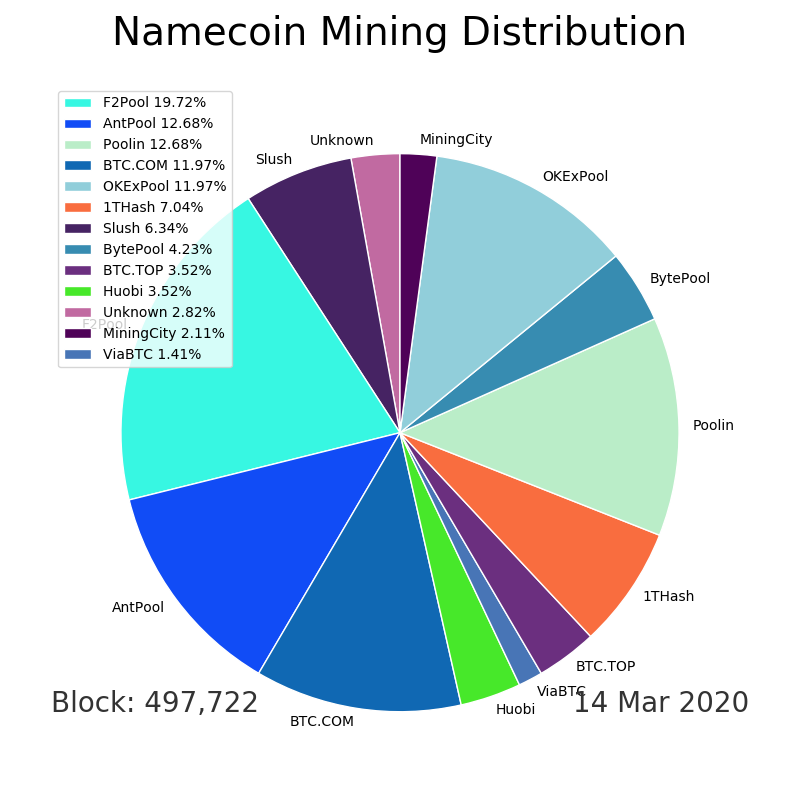 Namecoin Mining Distribution
F2Pool 19.72%
AntPool 12.68%
Poolin 12.68%
BTC.COM 11.97%
OKExPool 11.97%
1THash 7.04%
Slush 6.34%
BytePool 4.23%
BTC.TOP 3.52%
Huobi 3.52%
Unknown 2.82%
MiningCity 2.11%
ViaBTC 1.41%
Unknown
MiningCity
Slush
OKExPool
BytePool
F2Pool
Poolin
1THash
AntPool
BTC.TOP
ViaBTC
Huobi
BTC.COM
Block: 497,722
14 Mar 2020